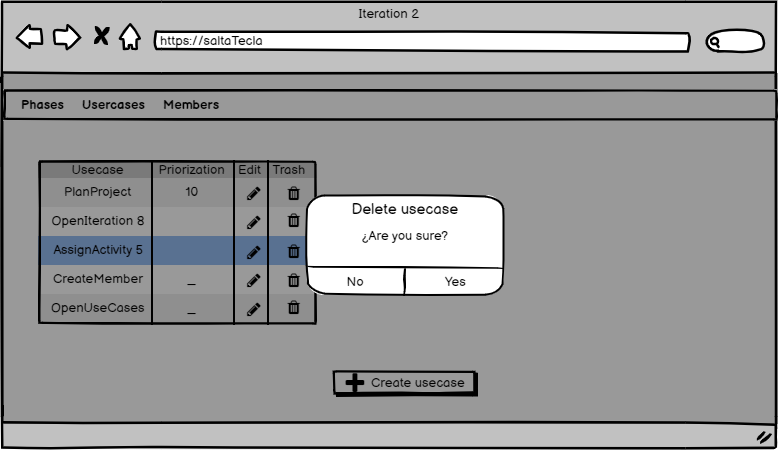 Iteration 2
https://saltaTecla
Phases Usercases Members
Usecase Priorization Edit Trash
PlanProject 10
OpenIteration 8
AssignActivity 5
CreateMember _
OpenUseCases _
Delete usecase
¿Are you sure?
No Yes
Create usecase